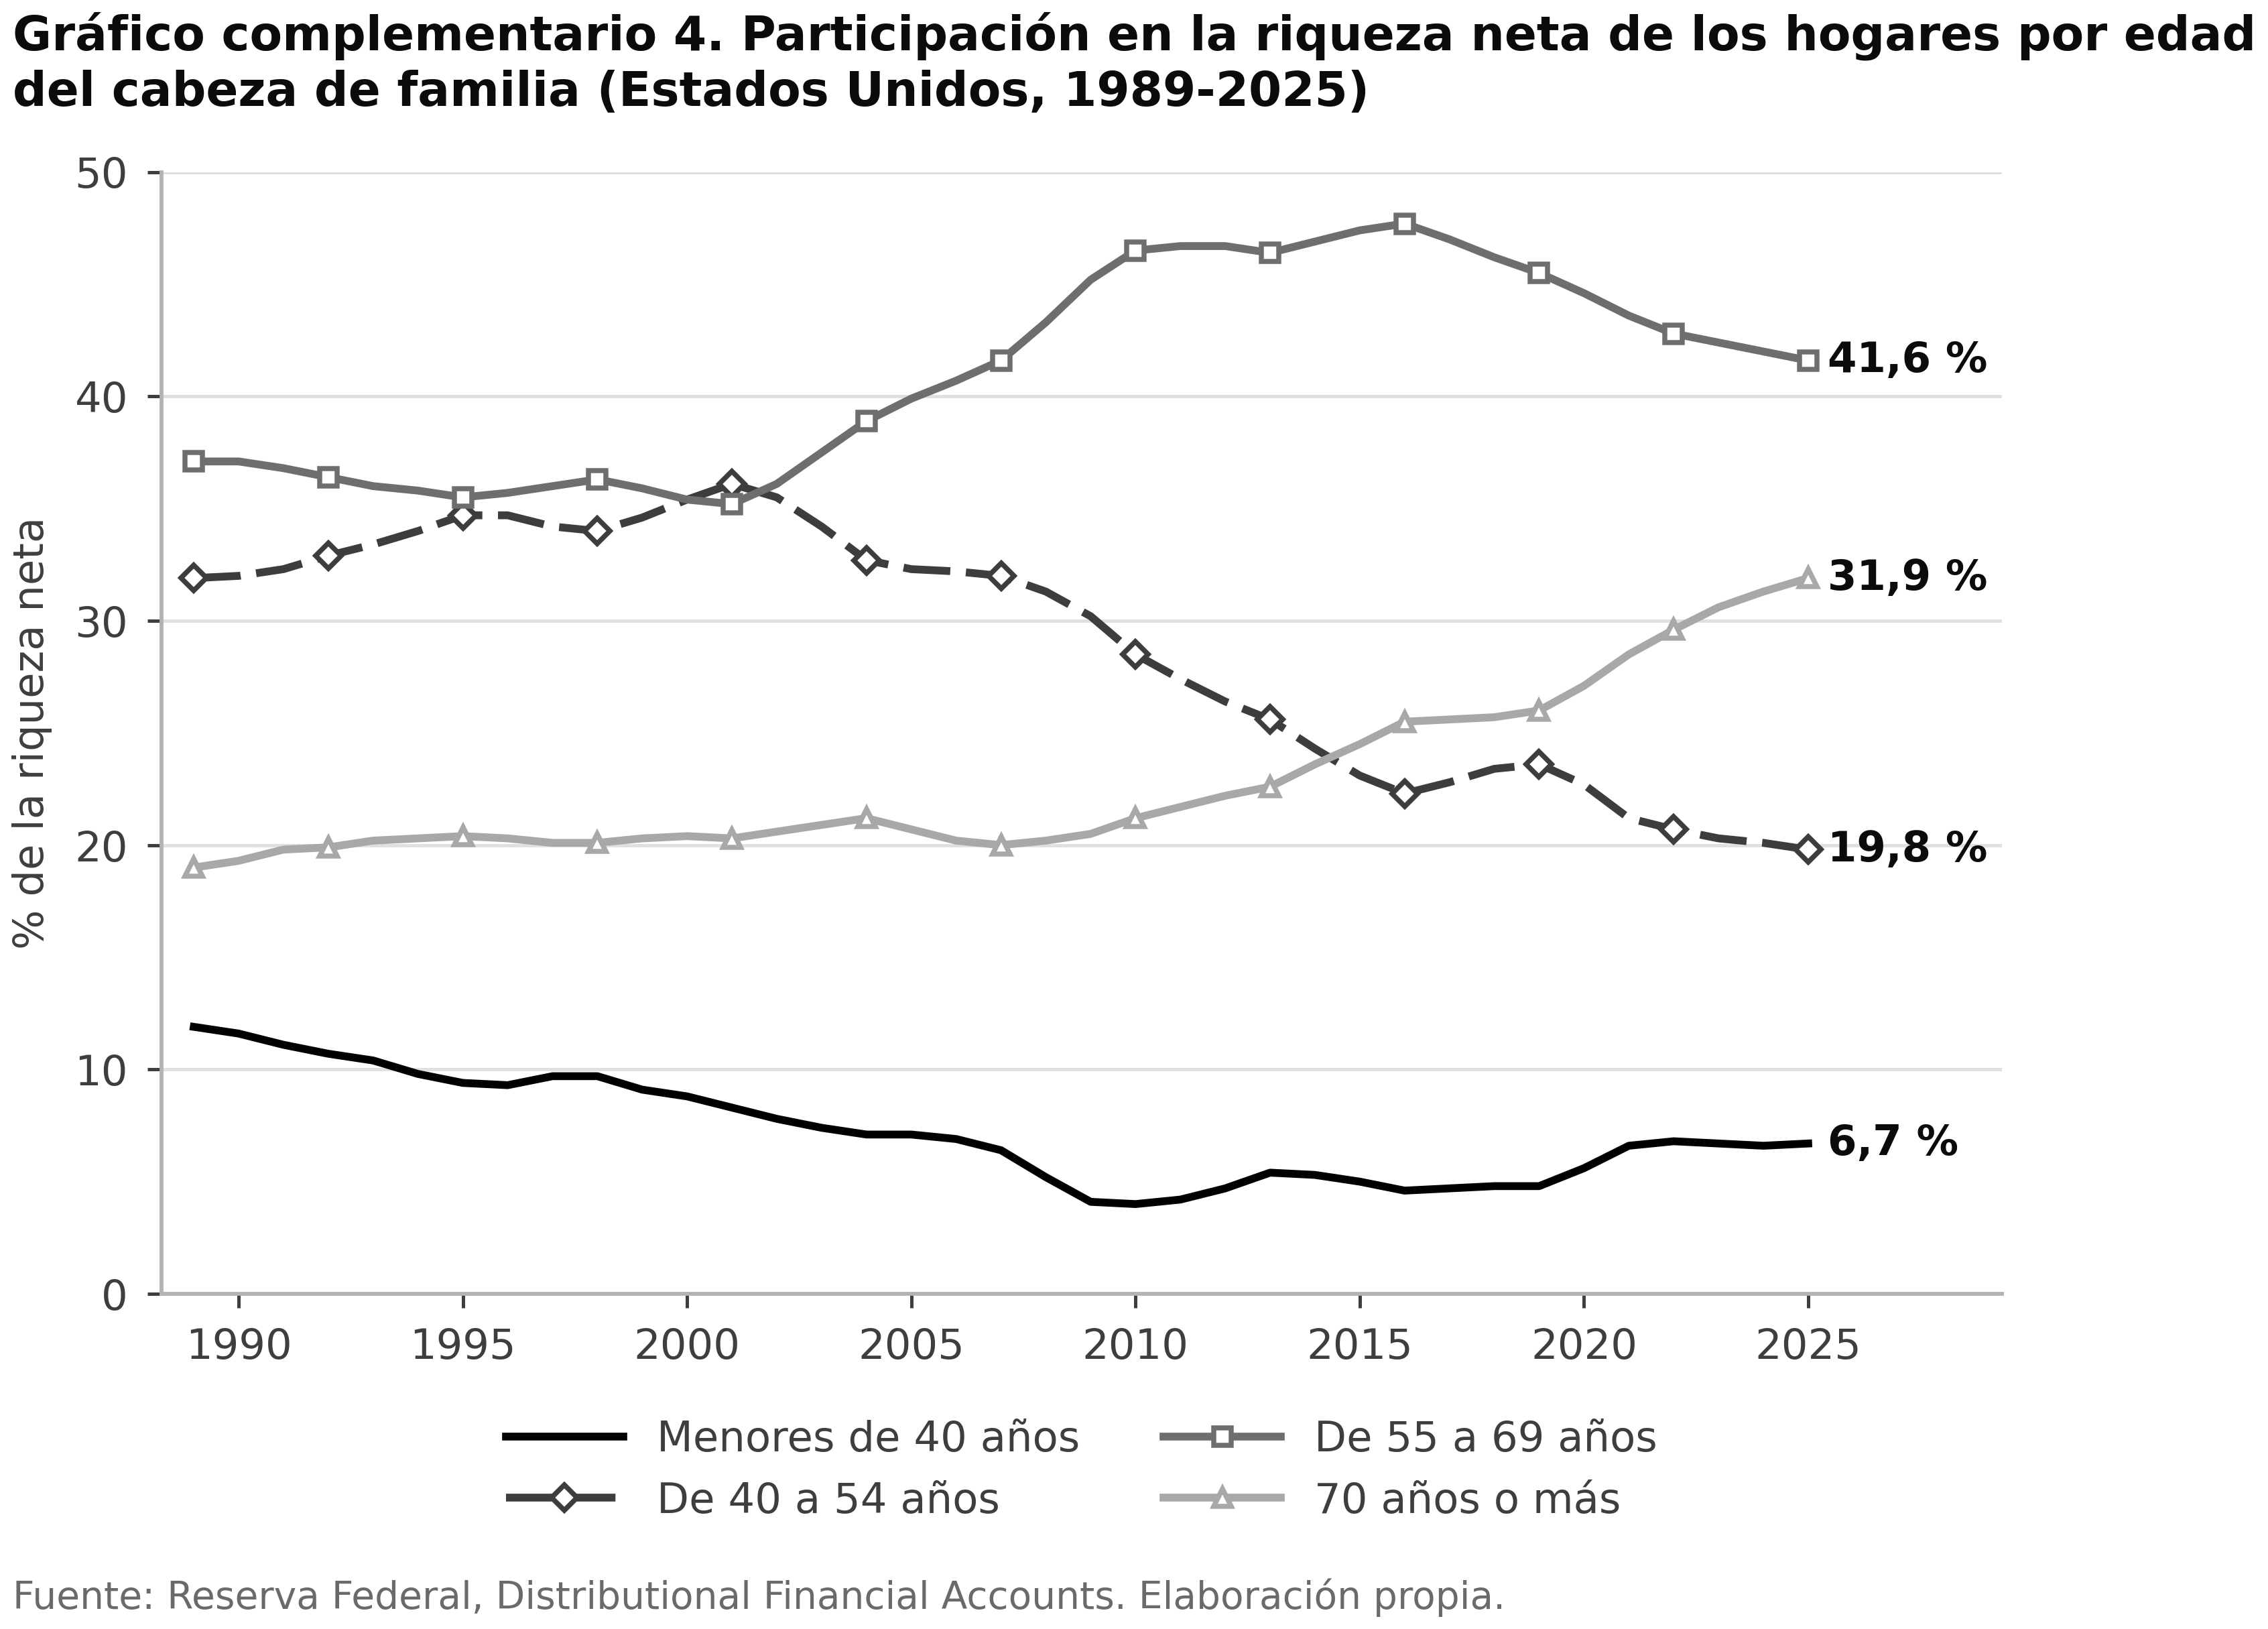 Gráfico complementario 4. Participación en la riqueza neta de los hogares por edad
del cabeza de familia (Estados Unidos, 1989-2025)
% de la riqueza neta
50
40
30
20
10
0
41,6 %
31,9 %
19,8 %
6,7 %
1990 1995 2000 2005 2010 2015 2020 2025
Menores de 40 años
De 40 a 54 años
De 55 a 69 años
70 años o más
Fuente: Reserva Federal, Distributional Financial Accounts. Elaboración propia.